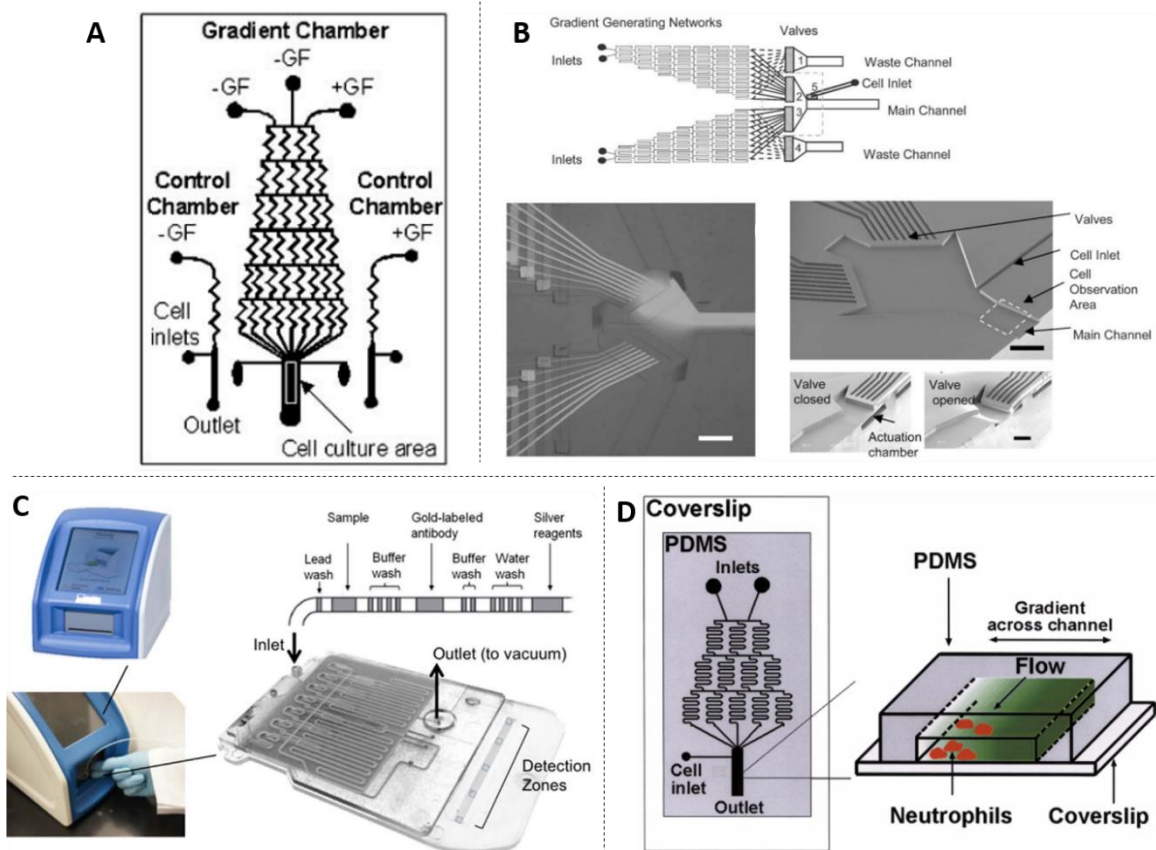 A
Gradient Chamber
-GF
-GF
+GF
Control
Chamber
-GF
Control
Chamber
+GF
Cell
inlets
Outlet
Cell culture area
B
Gradient Generating Networks
Valves
Inlets
1
Waste Channel
5
Cell Inlet
2
Main Channel
3
Inlets
4
Waste Channel
Valves
Cell Inlet
Cell
Observation
Area
Main Channel
Valve
closed
Valve
opened
Actuation
chamber
C
Sample
Gold-labeled
antibody
Silver
reagents
Lead
wash
Buffer
wash
Buffer
wash
Water
wash
Inlet
Outlet (to vacuum)
Detection
Zones
D
Coverslip
PDMS
Inlets
Cell
inlet
Outlet
PDMS
Gradient
across channel
Flow
Neutrophils
Coverslip